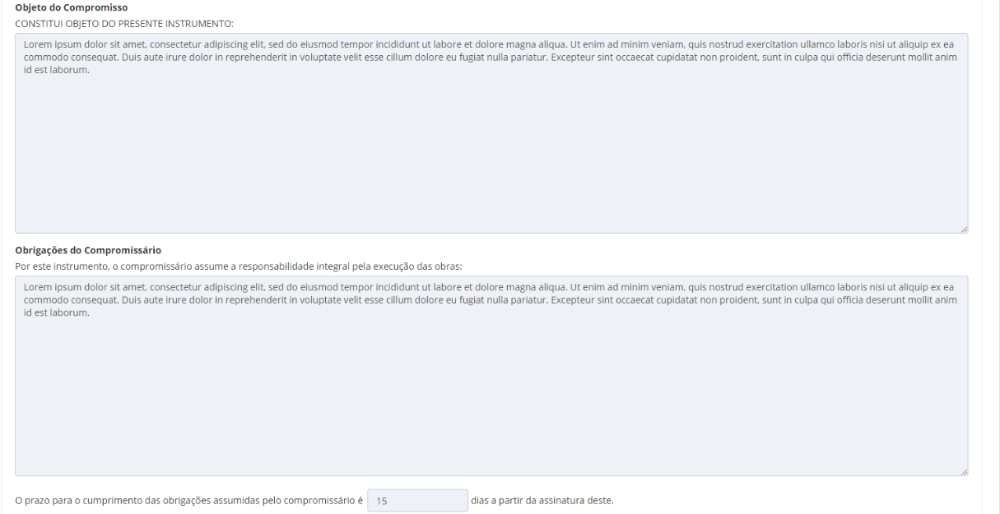 Objeto do Compromisso
CONSTITUI OBJETO DO PRESENTE INSTRUMENTO:
Lorem ipsum dolor sit amet, consectetur adipiscing elit, sed do eiusmod tempor incididunt ut labore et dolore magna aliqua. Ut enim ad minim veniam, quis nostrud exercitation ullamco laboris nisi ut aliquip ex ea
commodo consequat. Duis aute irure dolor in reprehenderit in voluptate velit esse cillum dolore eu fugiat nulla pariatur. Excepteur sint occaecat cupidatat non proident, sunt in culpa qui officia deserunt mollit anim
id est laborum.
Obrigações do Compromissário
Por este instrumento, o compromissário assume a responsabilidade integral pela execução das obras:
Lorem ipsum dolor sit amet, consectetur adipiscing elit, sed do eiusmod tempor incididunt ut labore et dolore magna aliqua. Ut enim ad minim veniam, quis nostrud exercitation ullamco laboris nisi ut aliquip ex ea
commodo consequat. Duis aute irure dolor in reprehenderit in voluptate velit esse cillum dolore eu fugiat nulla pariatur. Excepteur sint occaecat cupidatat non proident, sunt in culpa qui officia deserunt mollit anim
id est laborum.
O prazo para o cumprimento das obrigações assumidas pelo compromissário é 15 dias a partir da assinatura deste.